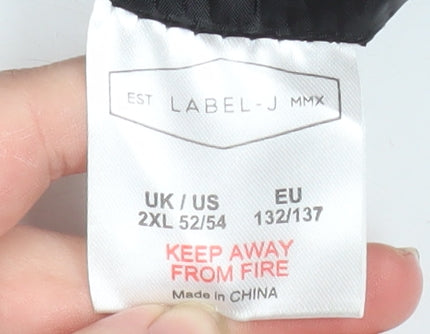 EST LABEL-J MMX
UK / US EU
2XL 52/54 132/137
KEEP AWAY
FROM FIRE
Made in CHINA